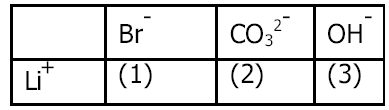 Br⁻ CO₃²⁻ OH⁻
Li⁺ (1) (2) (3)